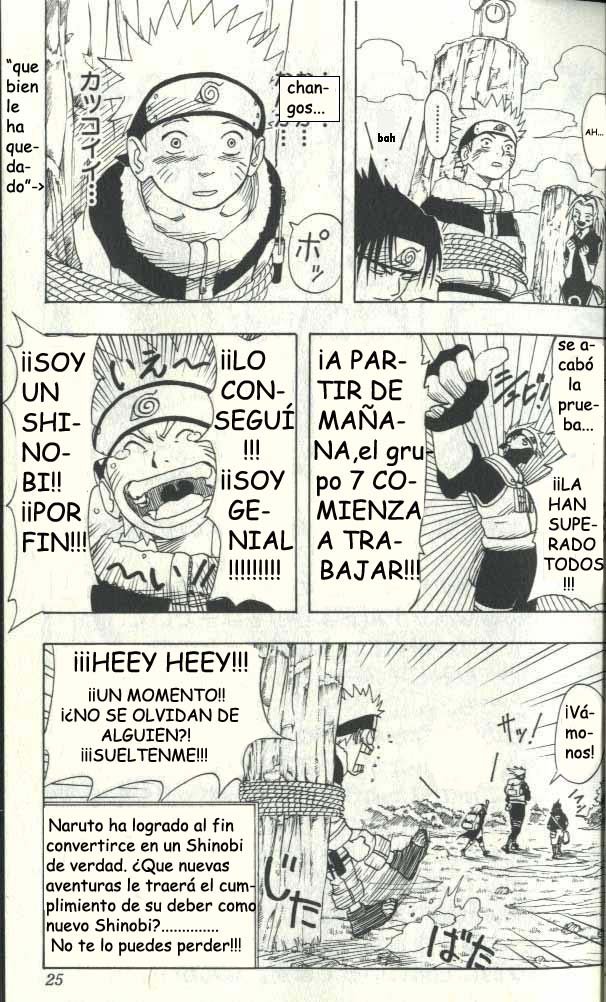 AH...
bah
..........
chan-
gos...
カッコイイ...
ポッ
"que
bien
le
ha
que-
da-
do"->
se a-
cabó
la
prue-
ba...
¡¡LA
HAN
SUPE-
RADO
TODOS
!!!
¡A PAR-
TIR DE
MAÑA-
NA,el gru-
po 7 CO-
MIENZA
A TRA-
BAJAR!!!
¡¡LO
CON-
SEGUÍ
!!!
¡¡SOY
GE-
NIAL
!!!!!!!!!
いえ〜
〜い!!
¡¡SOY
UN
SHI-
NO-
BI!!
¡¡POR
FIN!!!
¡Vá-
mo-
nos!
¡¡¡HEEY HEEY!!!
¡¡UN MOMENTO!!
¡¿NO SE OLVIDAN DE
ALGUIEN?!
¡¡¡SUELTENME!!!
じた
ばた
Naruto ha logrado al fin
convertirce en un Shinobi
de verdad. ¿Que nuevas
aventuras le traerá el cum-
plimiento de su deber como
nuevo Shinobi?..............
No te lo puedes perder!!!
25